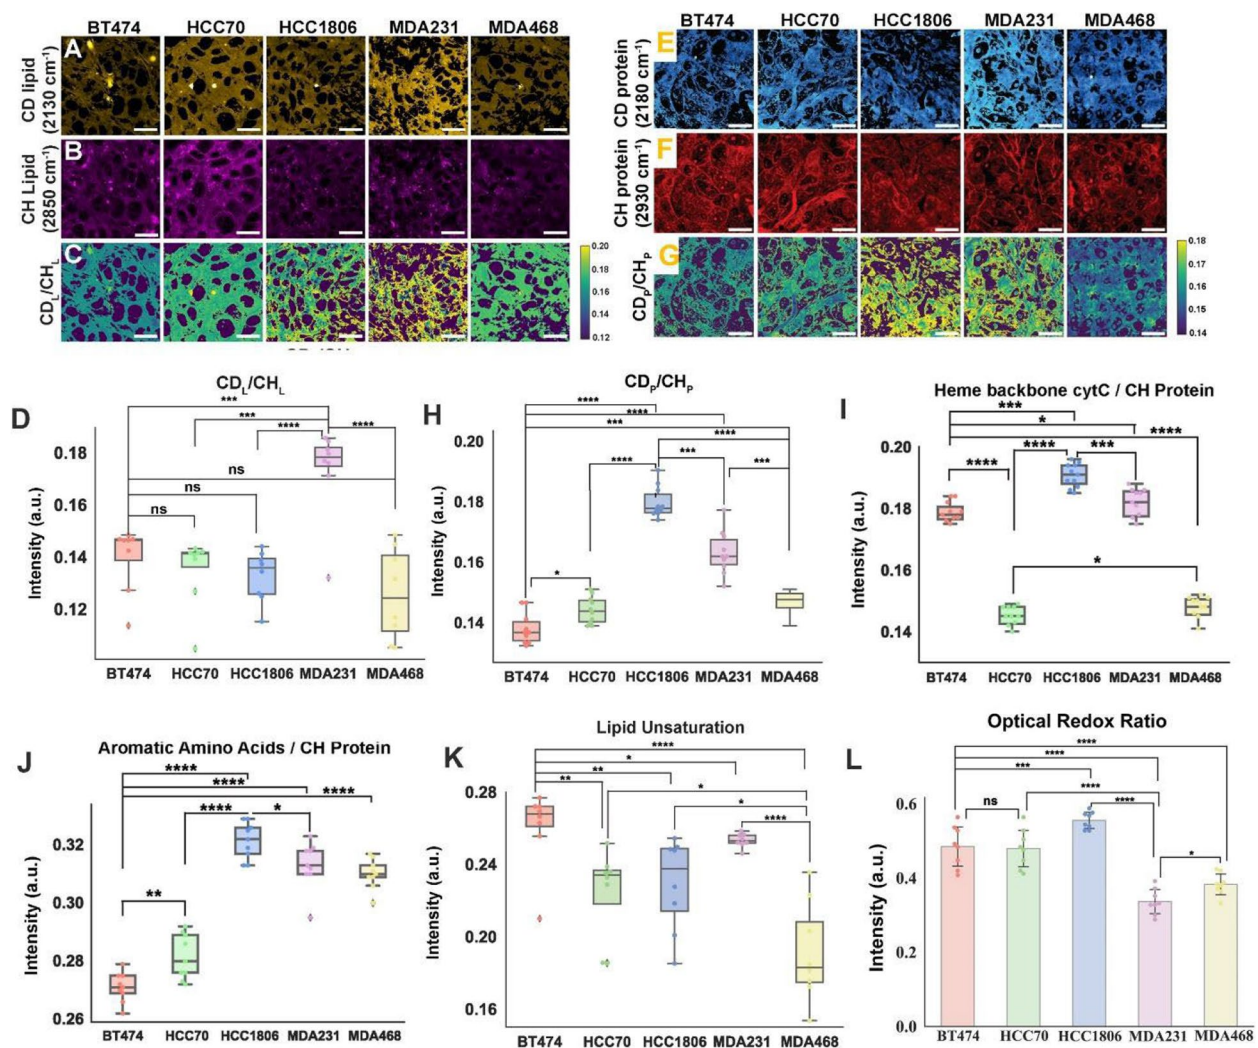 BT474 HCC70 HCC1806 MDA231 MDA468
A
CD lipid
(2130 cm⁻¹)
B
CH Lipid
(2850 cm⁻¹)
C
CD_L/CH_L
0.20
0.18
0.16
0.14
0.12
BT474 HCC70 HCC1806 MDA231 MDA468
E
CD protein
(2180 cm⁻¹)
F
CH protein
(2930 cm⁻¹)
G
CD_P/CH_P
0.18
0.17
0.16
0.15
0.14
D
CD_L/CH_L
***
***
**** ****
ns
ns
ns
Intensity (a.u.)
0.18
0.16
0.14
0.12
BT474 HCC70 HCC1806 MDA231 MDA468
H
CD_P/CH_P
****
****
***
****
**** *** ***
*
Intensity (a.u.)
0.20
0.18
0.16
0.14
BT474 HCC70 HCC1806 MDA231 MDA468
I
Heme backbone cytC / CH Protein
***
*
****
**** **** ***
*
Intensity (a.u.)
0.20
0.18
0.16
0.14
BT474 HCC70 HCC1806 MDA231 MDA468
J
Aromatic Amino Acids / CH Protein
****
****
****
**** *
**
Intensity (a.u.)
0.32
0.30
0.28
0.26
BT474 HCC70 HCC1806 MDA231 MDA468
K
Lipid Unsaturation
****
*
**
**
*
*
****
Intensity (a.u.)
0.28
0.24
0.20
0.16
BT474 HCC70 HCC1806 MDA231 MDA468
L
Optical Redox Ratio
****
****
***
ns
****
****
*
Intensity (a.u.)
0.6
0.4
0.2
0.0
BT474 HCC70 HCC1806 MDA231 MDA468